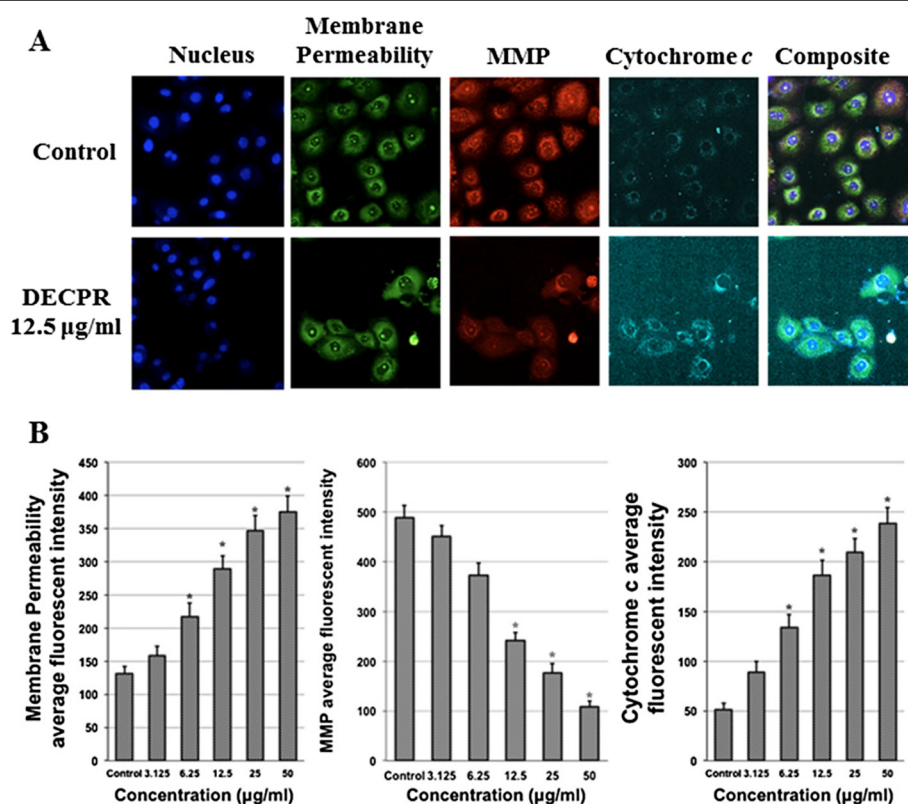 A
Nucleus
Membrane
Permeability
MMP
Cytochrome c
Composite
Control
DECPR
12.5 µg/ml
B
Membrane Permeability
average fluorescent intensity
450
400
350
300
250
200
150
100
50
0
* * * *
Control 3.125 6.25 12.5 25 50
Concentration (µg/ml)
MMP average fluorescent intensity
600
500
400
300
200
100
0
* * *
Control 3.125 6.25 12.5 25 50
Concentration (µg/ml)
Cytochrome c average
fluorescent intensity
300
250
200
150
100
50
0
* * * *
Control 3.125 6.25 12.5 25 50
Concentration (µg/ml)